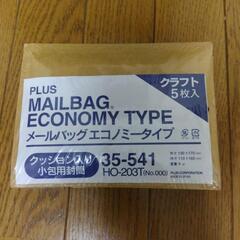 クラフト
5枚入
PLUS
MAILBAG®
ECONOMY TYPE
メールバッグ エコノミータイプ
クッション入り
小包用封筒
35-541
HO-203T(No.000)
PLUS CORPORATION